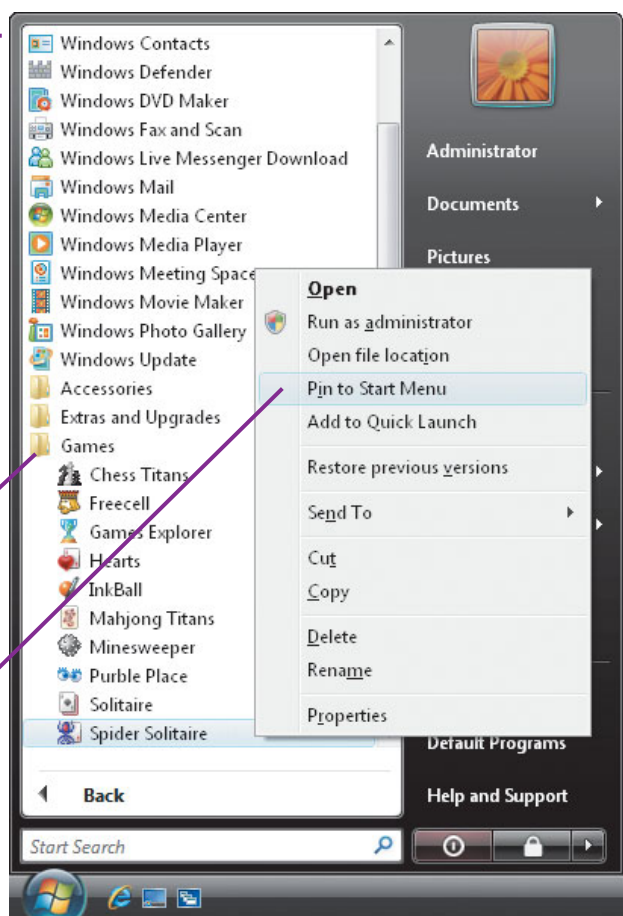 Windows Contacts
Windows Defender
Windows DVD Maker
Windows Fax and Scan
Windows Live Messenger Download
Windows Mail
Windows Media Center
Windows Media Player
Windows Meeting Space
Windows Movie Maker
Windows Photo Gallery
Windows Update
Accessories
Extras and Upgrades
Games
Chess Titans
Freecell
Games Explorer
Hearts
InkBall
Mahjong Titans
Minesweeper
Purble Place
Solitaire
Spider Solitaire
Back
Start Search
Open
Run as administrator
Open file location
Pin to Start Menu
Add to Quick Launch
Restore previous versions
Send To
Cut
Copy
Delete
Rename
Properties
Administrator
Documents
Pictures
Default Programs
Help and Support